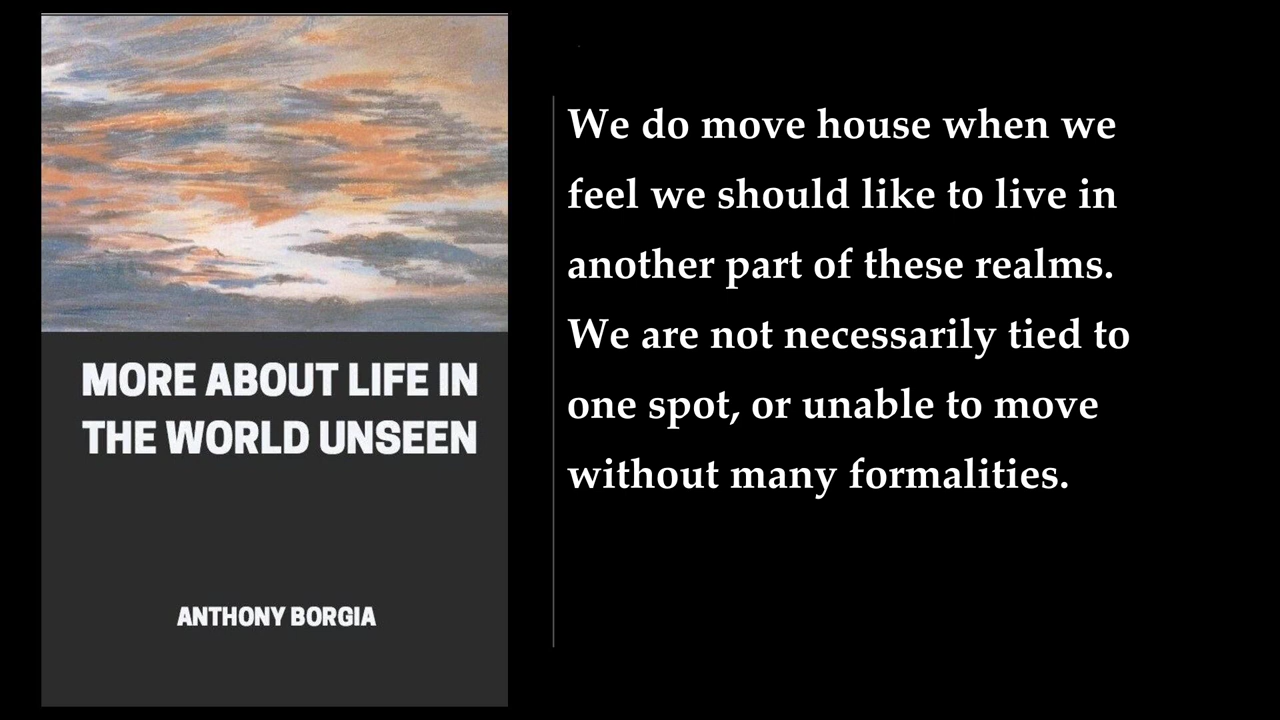 MORE ABOUT LIFE IN
THE WORLD UNSEEN
ANTHONY BORGIA
We do move house when we
feel we should like to live in
another part of these realms.
We are not necessarily tied to
one spot, or unable to move
without many formalities.